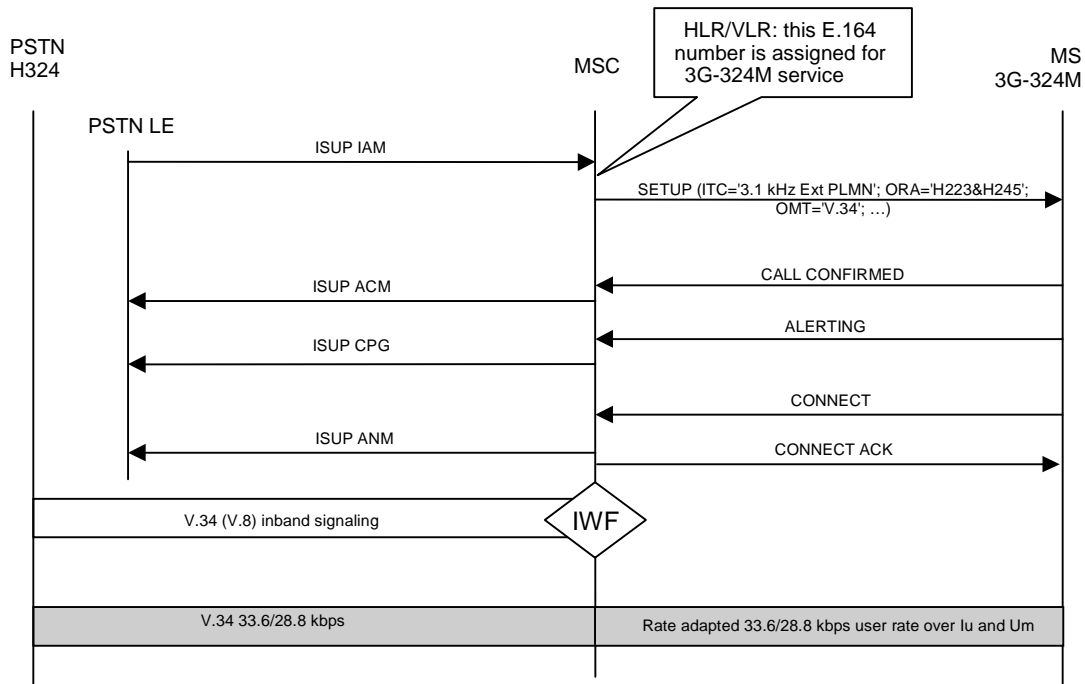 HLR/VLR: this E.164
number is assigned for
3G-324M service
PSTN
H324
MSC
MS
3G-324M
PSTN LE
ISUP IAM
SETUP (ITC='3.1 kHz Ext PLMN'; ORA='H223&H245';
OMT='V.34'; …)
CALL CONFIRMED
ISUP ACM
ALERTING
ISUP CPG
CONNECT
ISUP ANM
CONNECT ACK
V.34 (V.8) inband signaling
IWF
V.34 33.6/28.8 kbps
Rate adapted 33.6/28.8 kbps user rate over Iu and Um